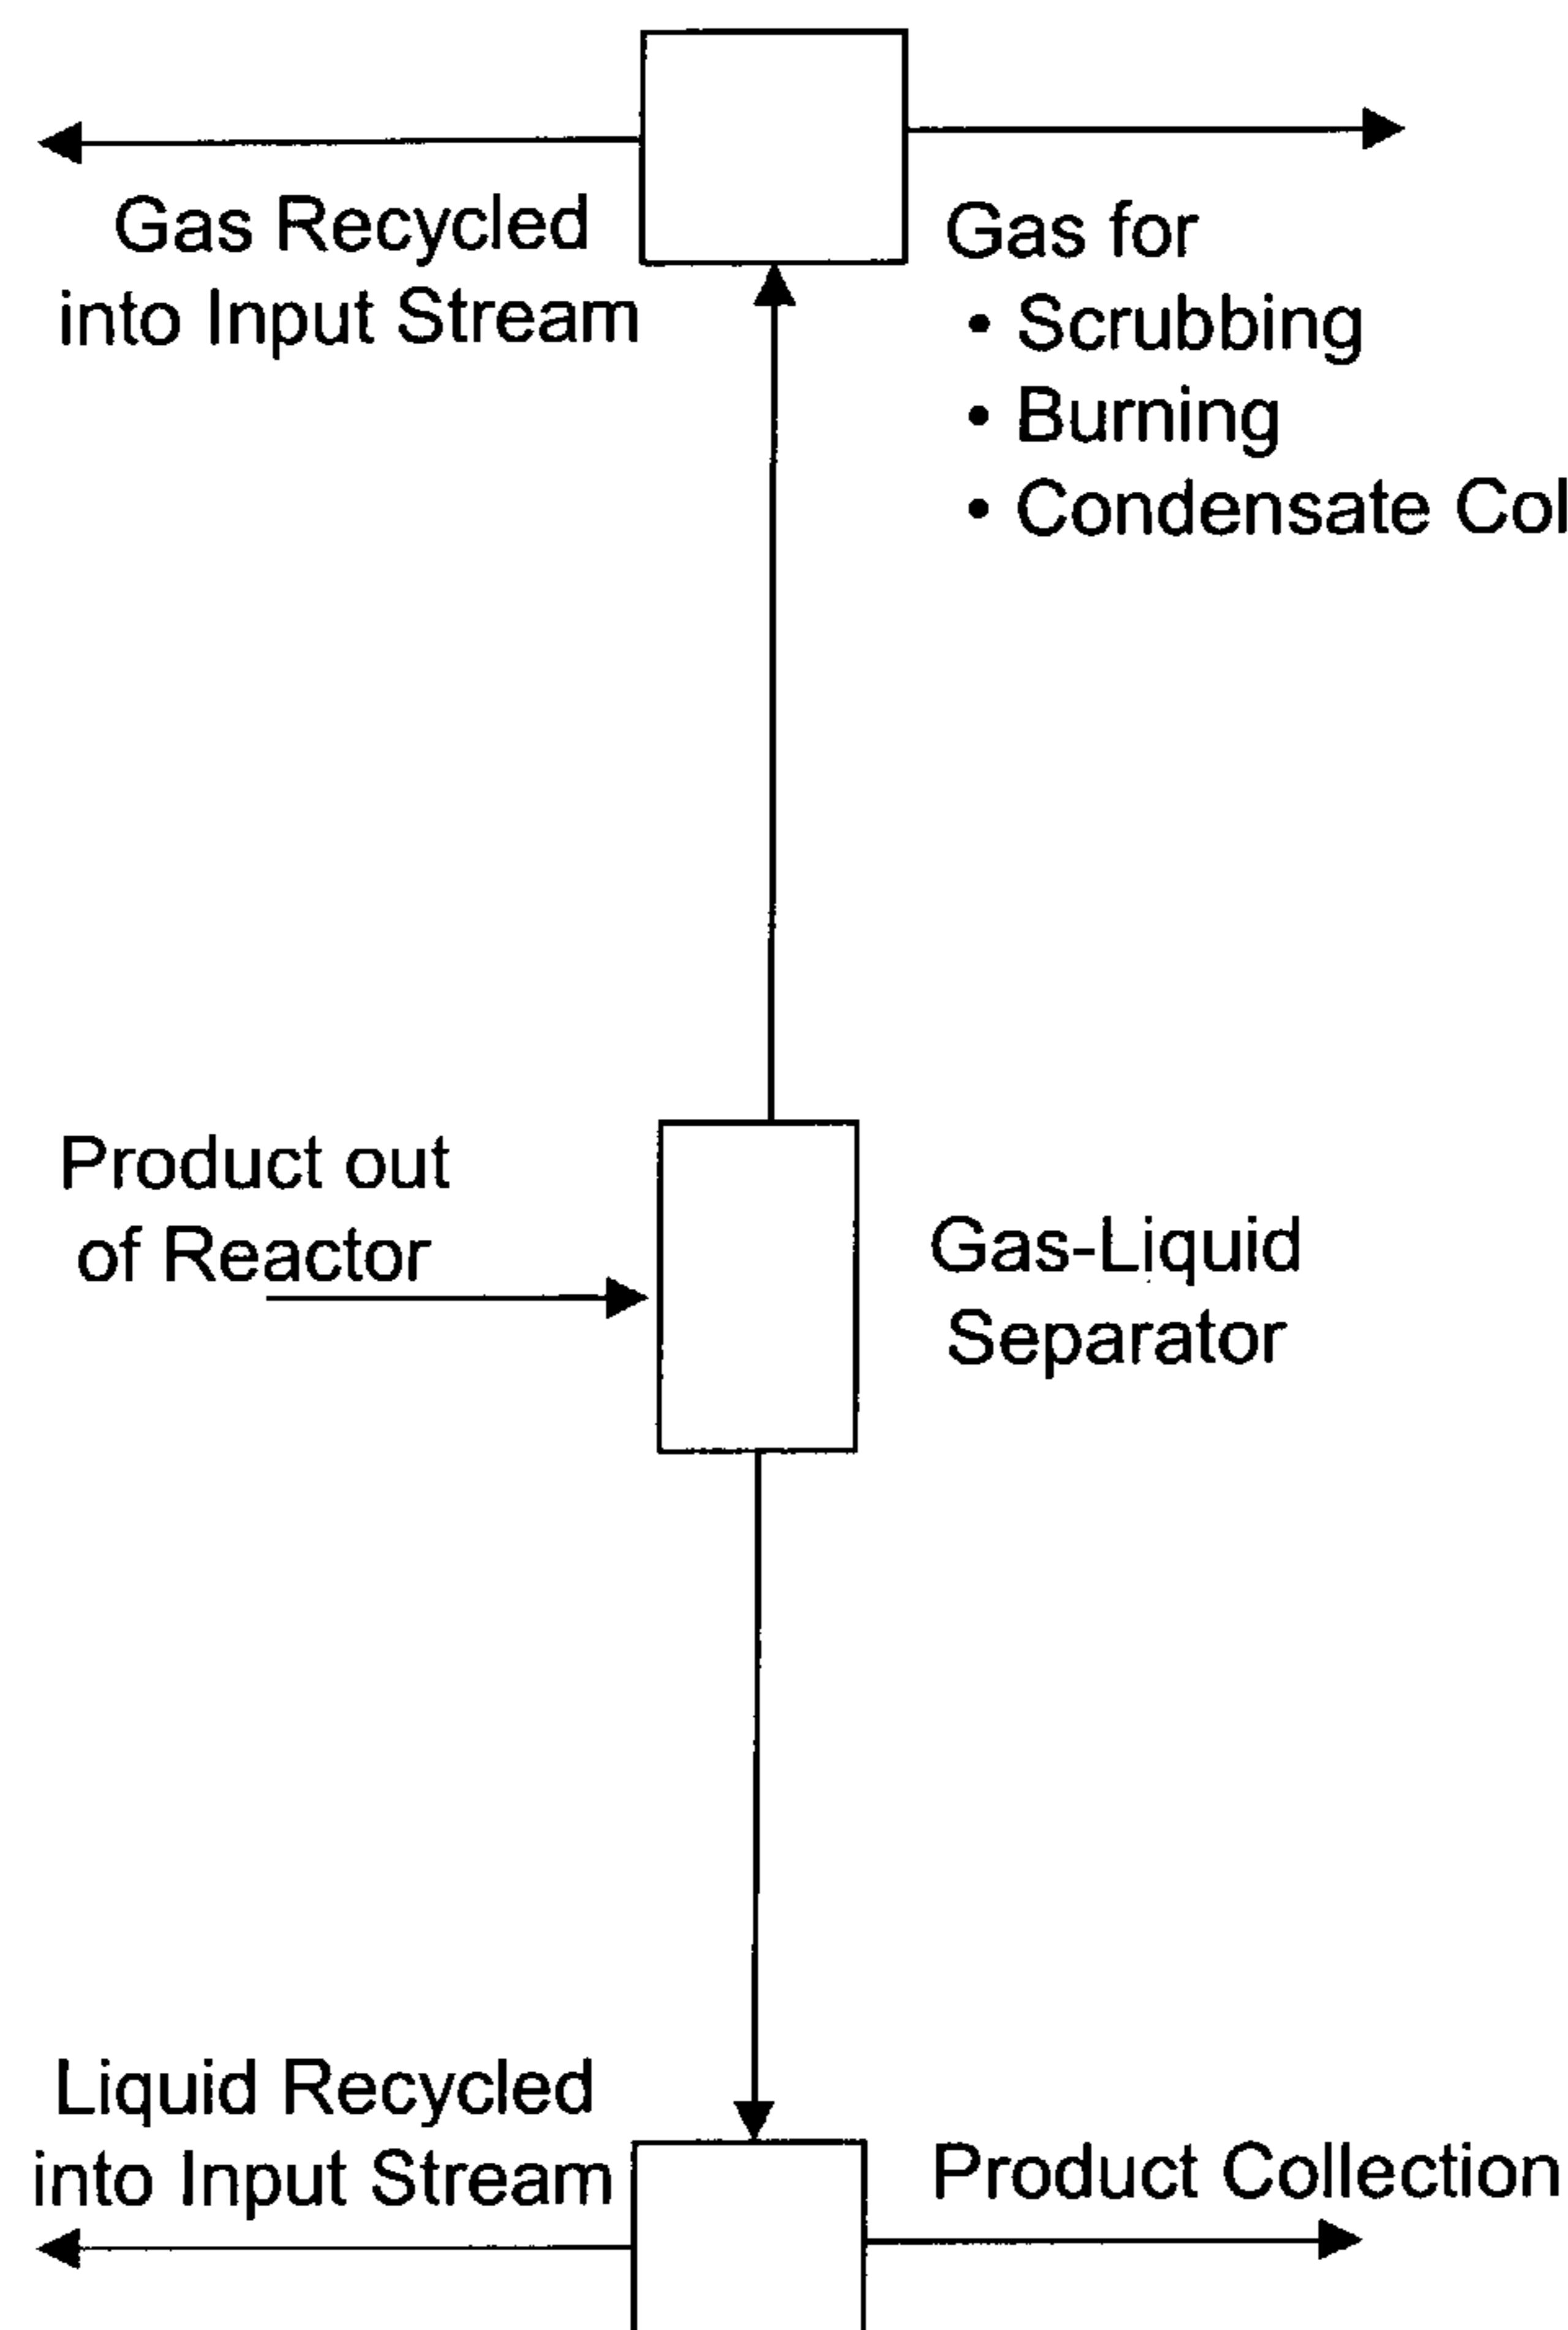 Gas Recycled
into Input Stream
Gas for
• Scrubbing
• Burning
• Condensate Col
Product out
of Reactor
Gas-Liquid
Separator
Liquid Recycled
into Input Stream
Product Collection